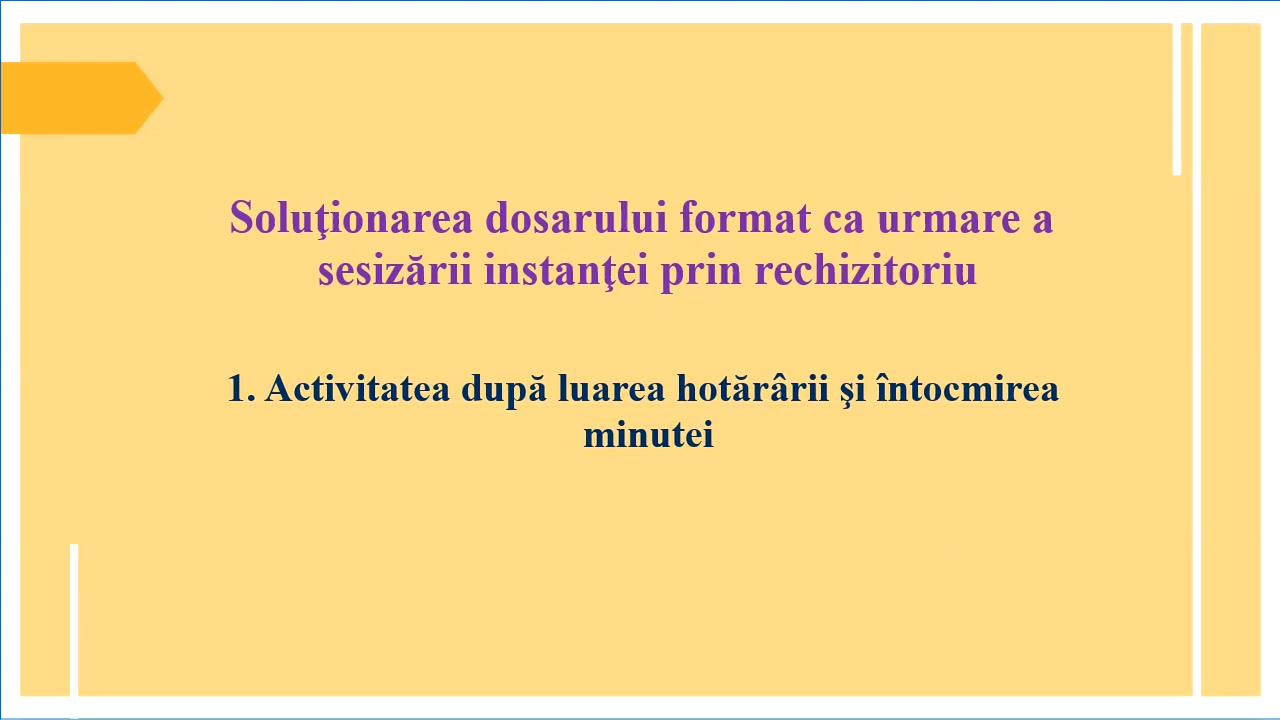 Soluţionarea dosarului format ca urmare a
sesizării instanţei prin rechizitoriu
1. Activitatea după luarea hotărârii şi întocmirea
minutei